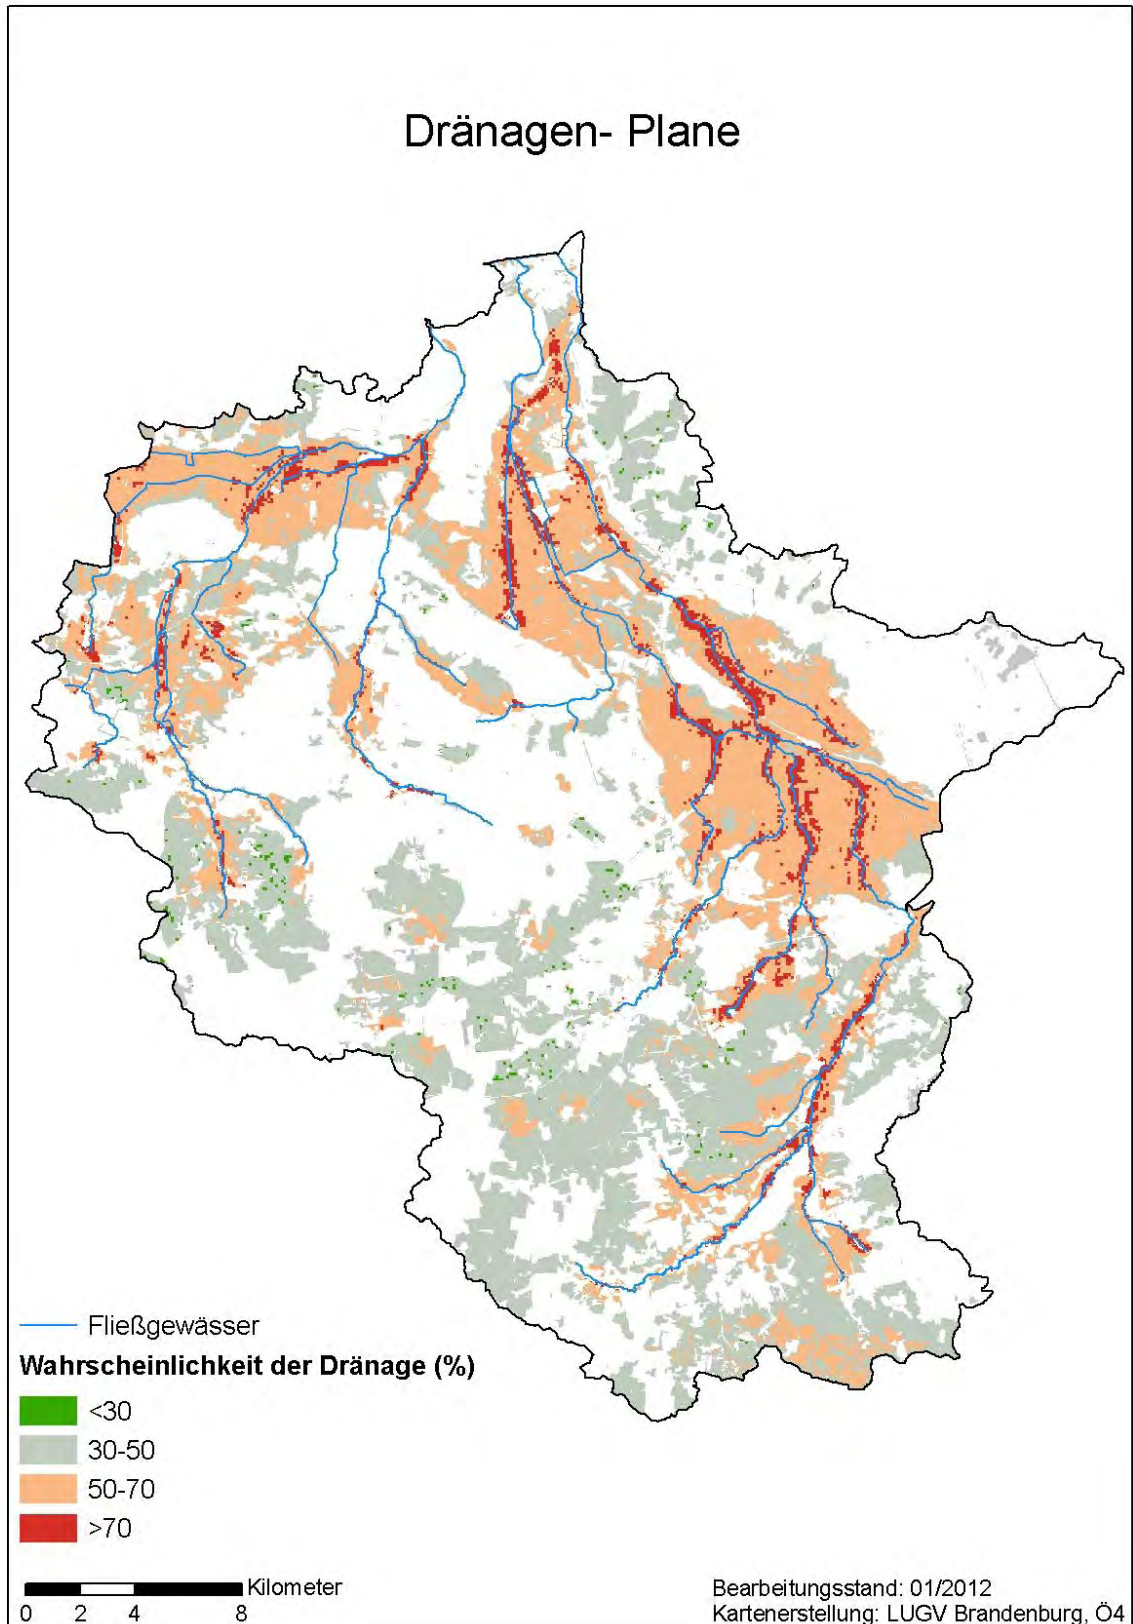 Dränagen- Plane
Fließgewässer
Wahrscheinlichkeit der Dränage (%)
<30
30-50
50-70
>70
Kilometer
0 2 4 8
Bearbeitungsstand: 01/2012
Kartenerstellung: LUGV Brandenburg, Ö4